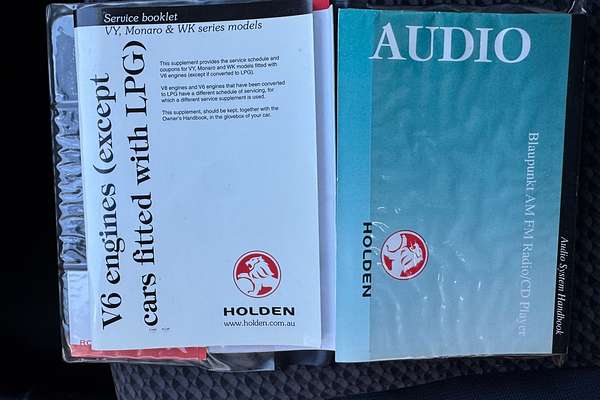 Service booklet
VY, Monaro & WK series models
V6 engines (except
cars fitted with LPG)
This supplement provides the service schedule and
coupons for VY, Monaro and WK models fitted with
V6 engines (except if converted to LPG).
V8 engines and V6 engines that have been converted
to LPG have a different schedule of servicing, for
which a different service supplement is used.
This supplement, should be kept, together with the
Owner's Handbook, in the glovebox of your car.
HOLDEN
www.holden.com.au
AUDIO
Blaupunkt AM FM Radio/CD Player
Audio System Handbook
HOLDEN